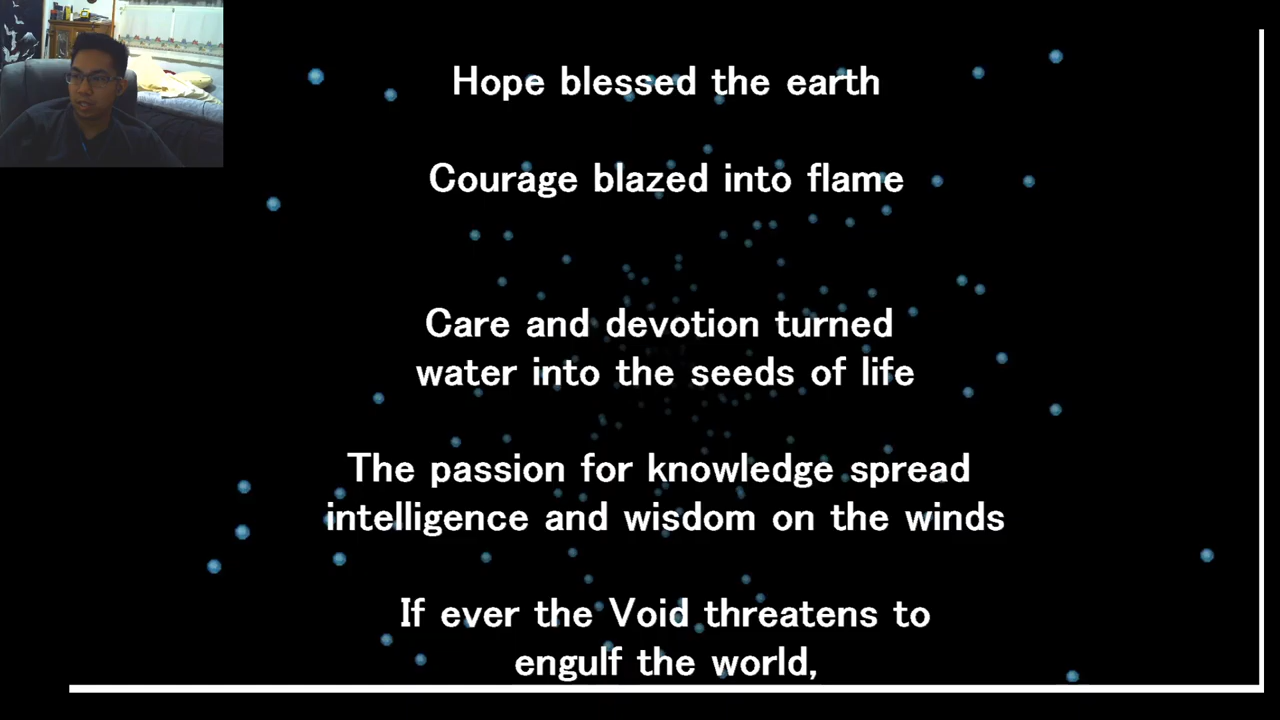 Hope blessed the earth
Courage blazed into flame
Care and devotion turned
water into the seeds of life
The passion for knowledge spread
intelligence and wisdom on the winds
If ever the Void threatens to
engulf the world,